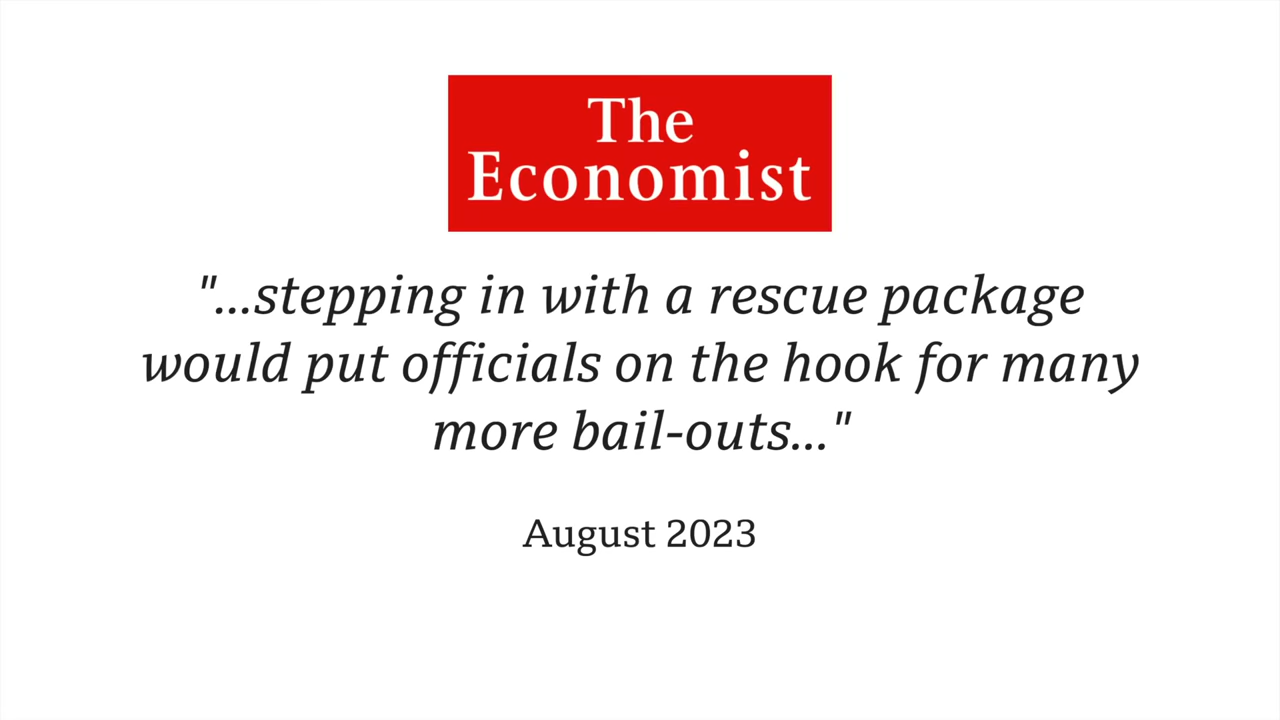 The
Economist
"...stepping in with a rescue package
would put officials on the hook for many
more bail-outs..."
August 2023